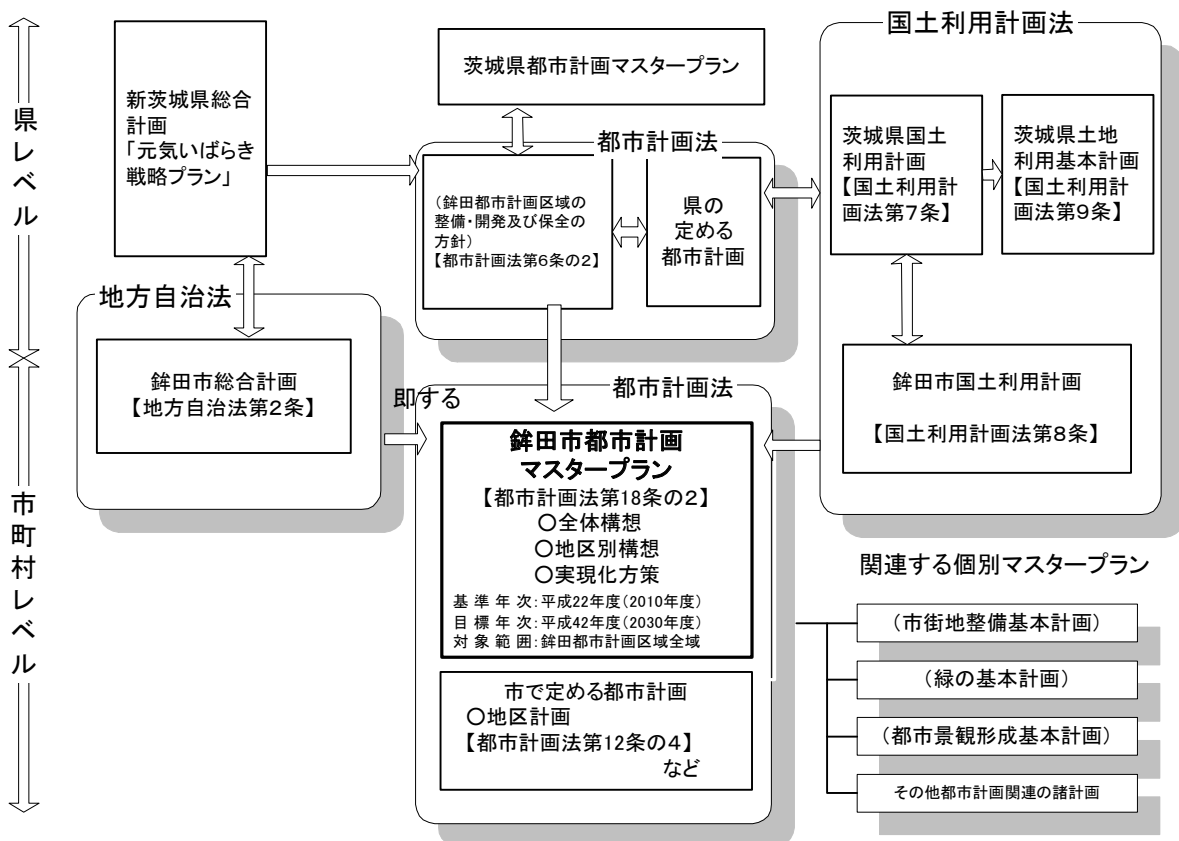 県レベル
市町村レベル
新茨城県総合
計画
「元気いばらき
戦略プラン」
茨城県都市計画マスタープラン
都市計画法
(鉾田都市計画区域の
整備・開発及び保全の
方針)
【都市計画法第6条の2】
県の
定める
都市計画
国土利用計画法
茨城県国土
利用計画
【国土利用計
画法第7条】
茨城県土地
利用基本計画
【国土利用計
画法第9条】
鉾田市国土利用計画
【国土利用計画法第8条】
地方自治法
鉾田市総合計画
【地方自治法第2条】
即する
都市計画法
鉾田市都市計画
マスタープラン
【都市計画法第18条の2】
○全体構想
○地区別構想
○実現化方策
基準年次:平成22年度(2010年度)
目標年次:平成42年度(2030年度)
対象範囲:鉾田都市計画区域全域
市で定める都市計画
○地区計画
【都市計画法第12条の4】
など
関連する個別マスタープラン
(市街地整備基本計画)
(緑の基本計画)
(都市景観形成基本計画)
その他都市計画関連の諸計画